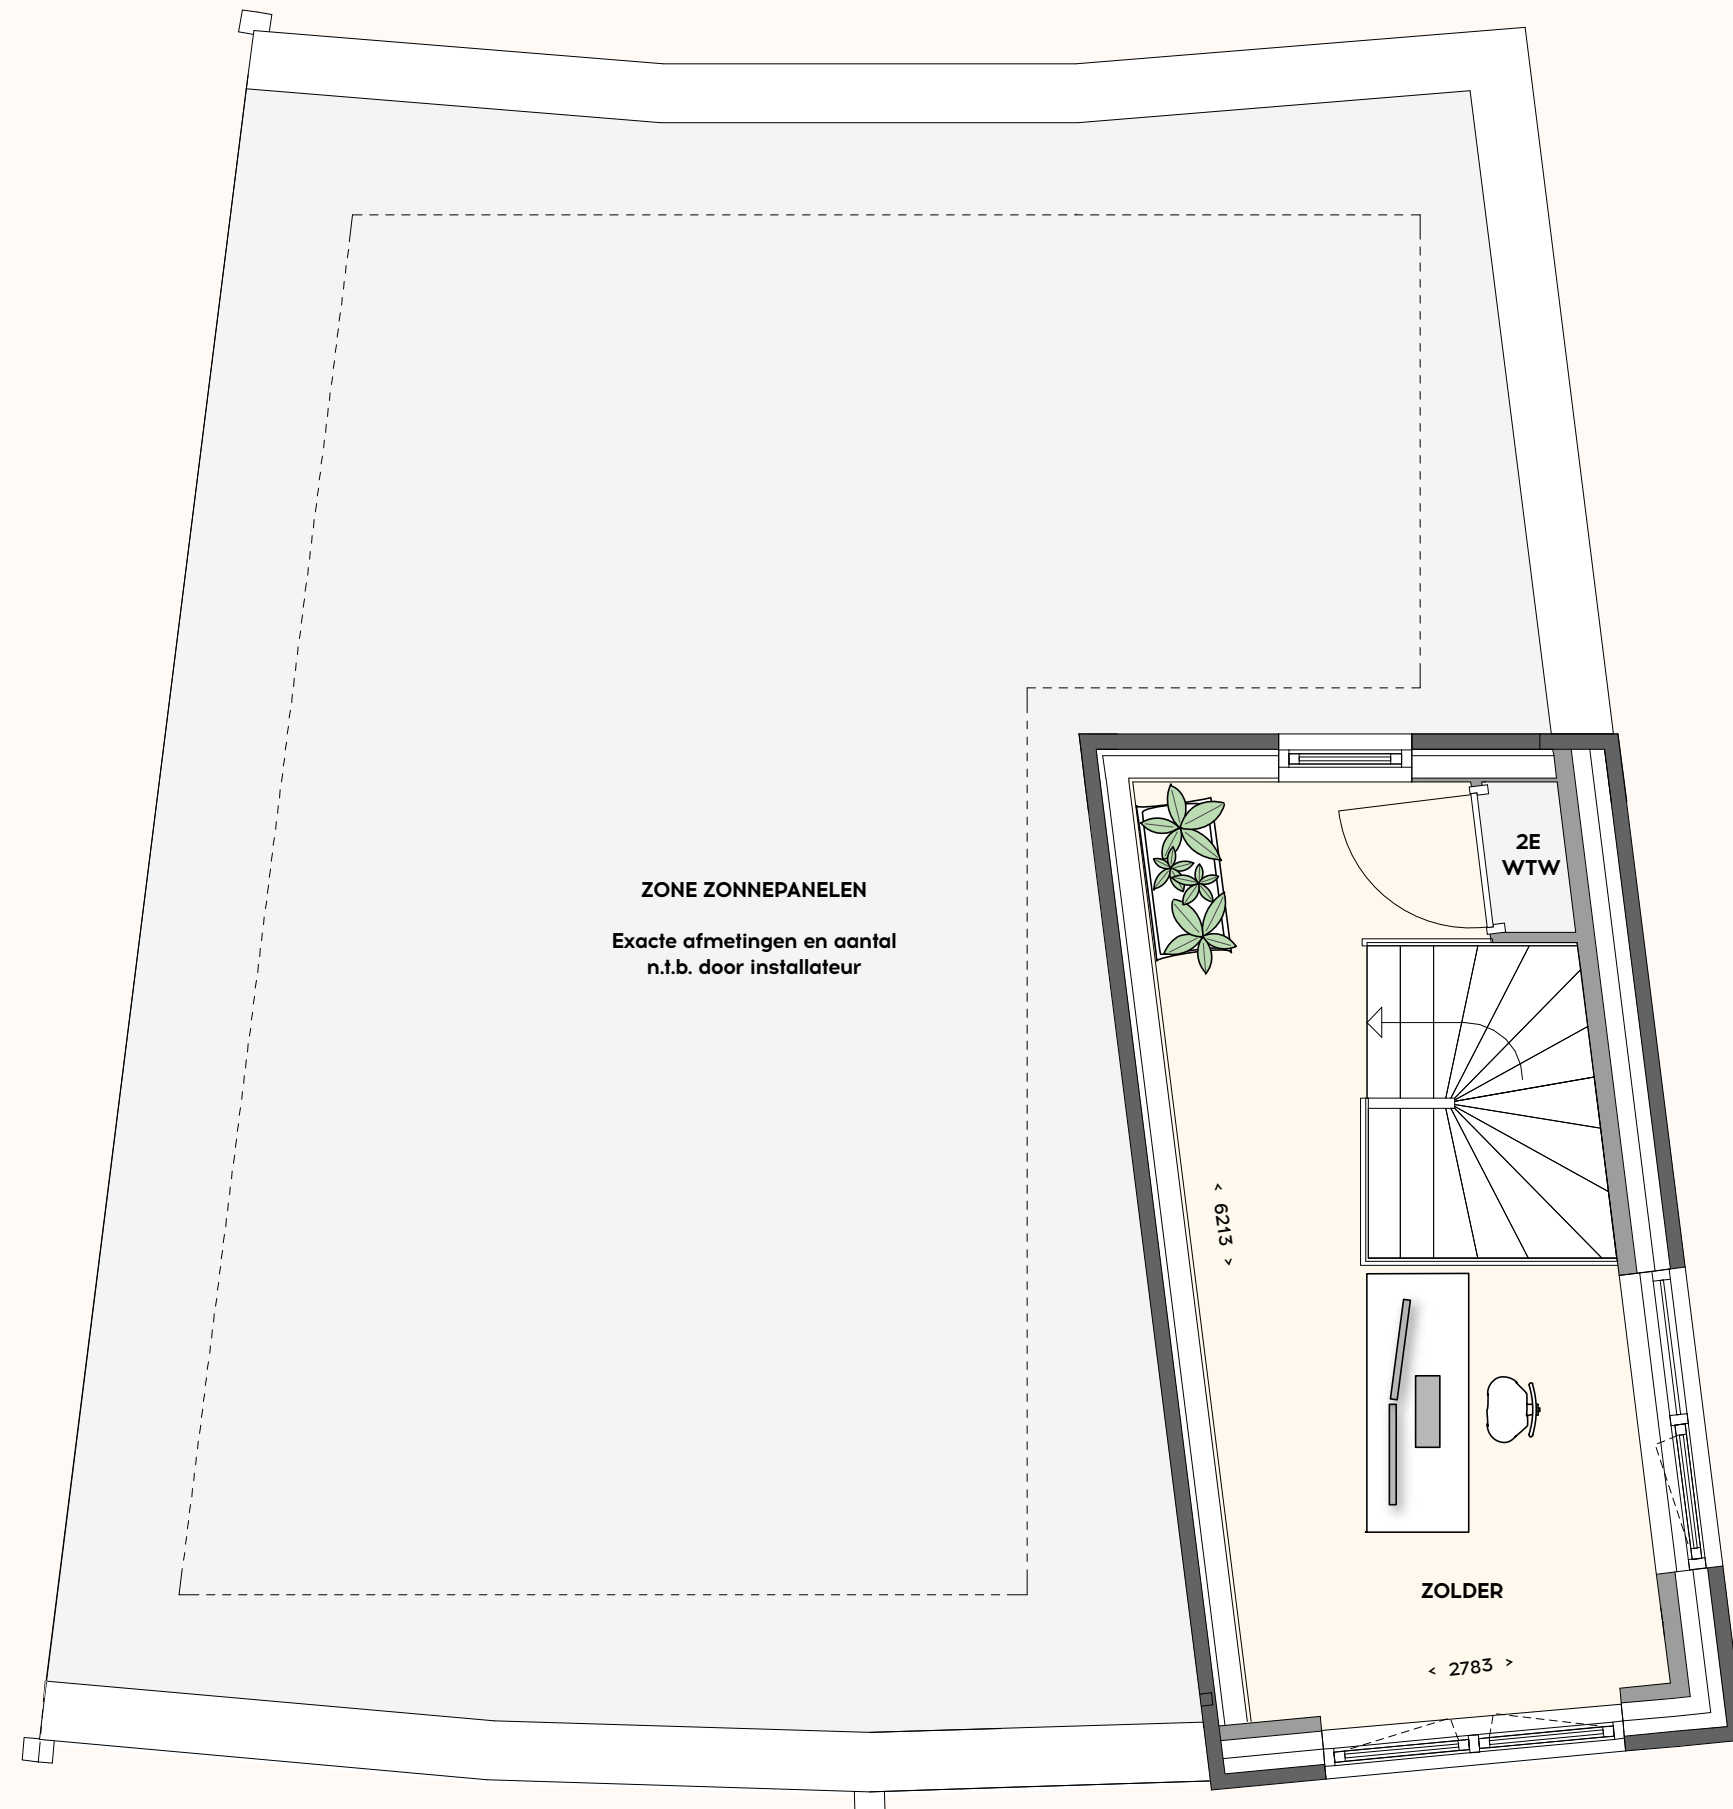 2E
WTW
ZONE ZONNEPANELEN
Exacte afmetingen en aantal
n.t.b. door installateur
< 6213 >
ZOLDER
< 2783 >